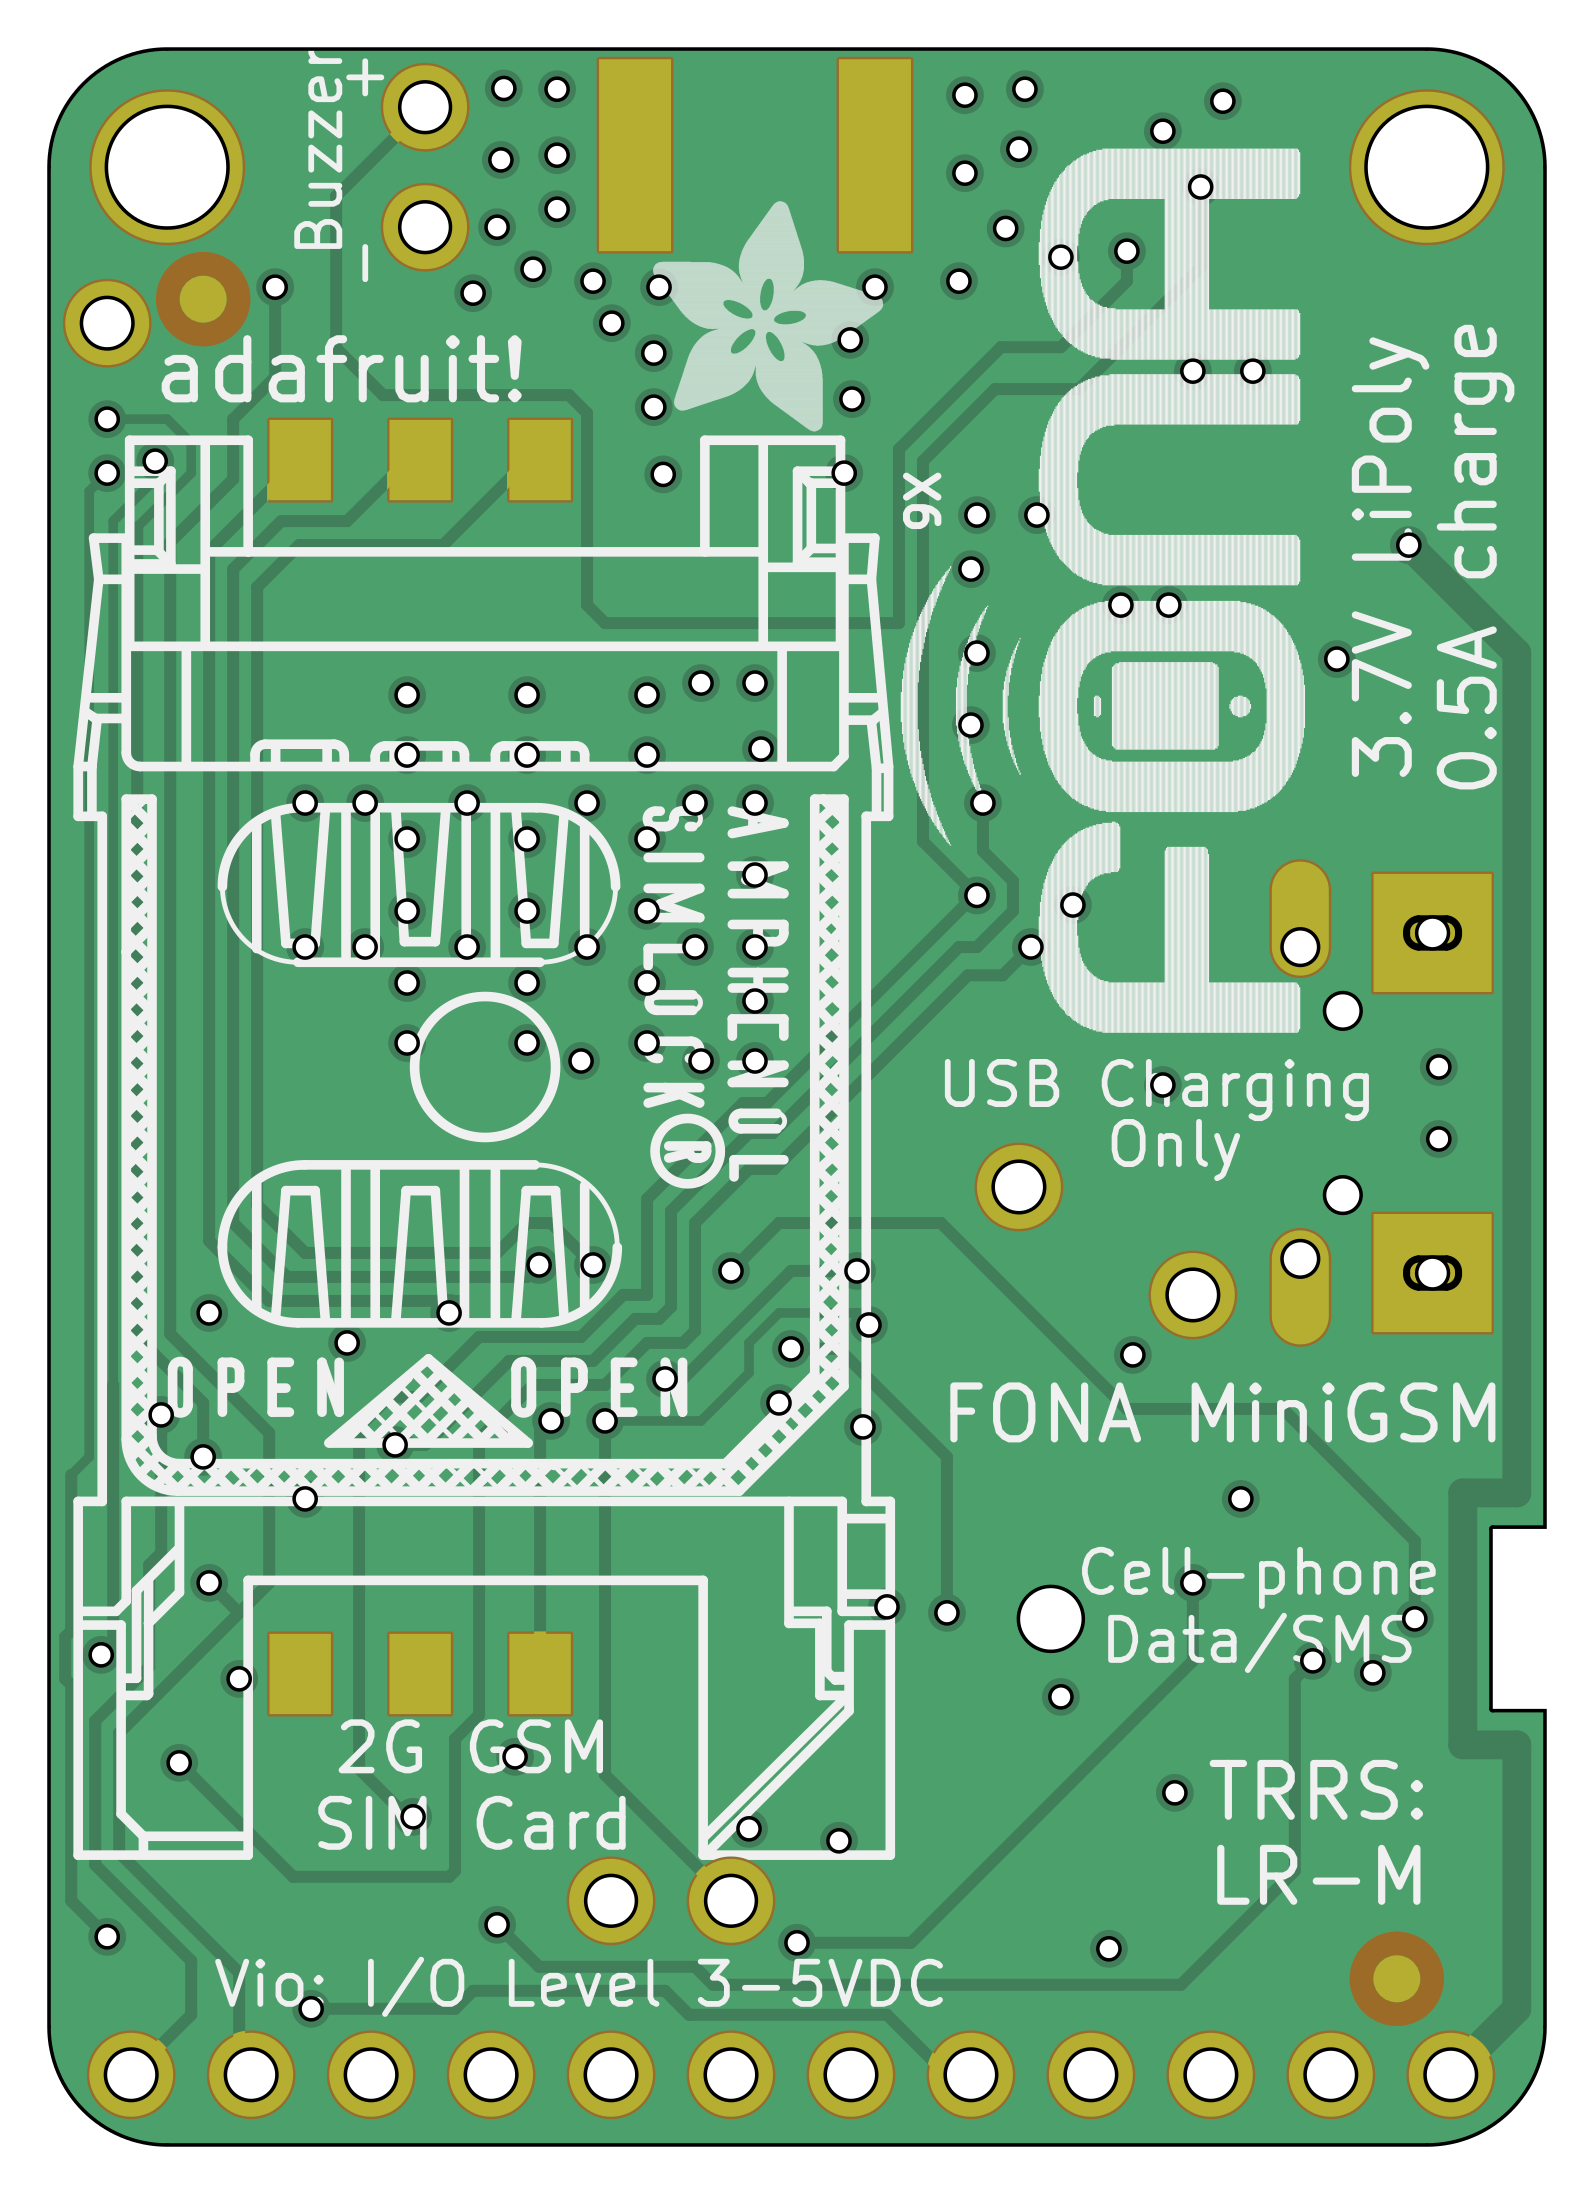 Buzzer
+
-
adafruit!
9X
FONA
3.7V LiPoly
0.5A charge
AMPHENOL
SIMLOCK®
USB Charging
Only
OPEN OPEN
FONA MiniGSM
Cell-phone
Data/SMS
2G GSM
SIM Card
TRRS:
LR-M
Vio: I/O Level 3-5VDC